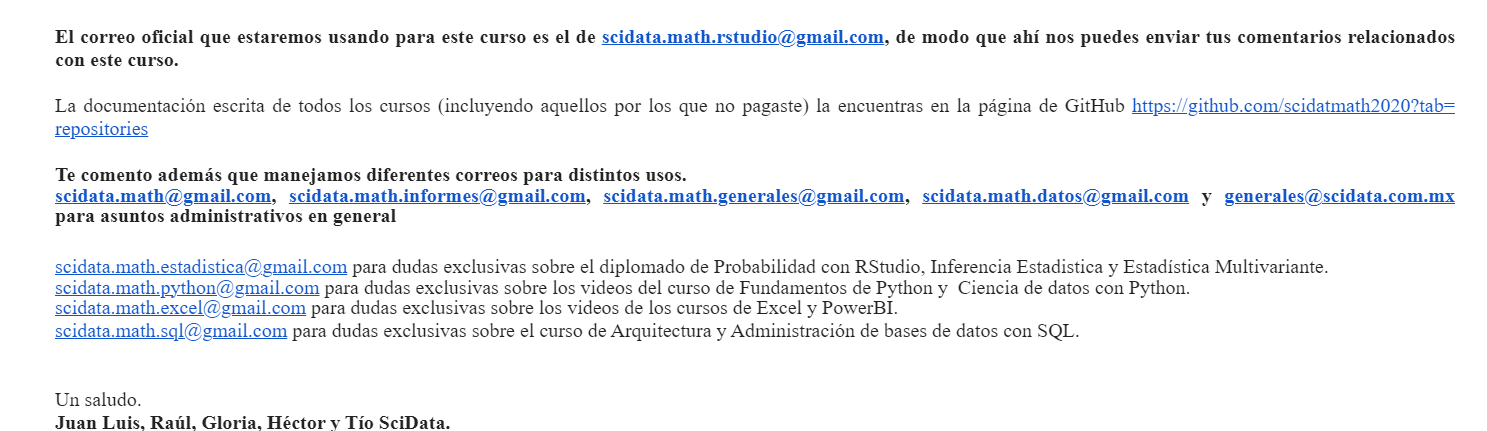 El correo oficial que estaremos usando para este curso es el de scidata.math.rstudio@gmail.com, de modo que ahí nos puedes enviar tus comentarios relacionados
con este curso.
La documentación escrita de todos los cursos (incluyendo aquellos por los que no pagaste) la encuentras en la página de GitHub https://github.com/scidatmath2020?tab=
repositories
Te comento además que manejamos diferentes correos para distintos usos.
scidata.math@gmail.com, scidata.math.informes@gmail.com, scidata.math.generales@gmail.com, scidata.math.datos@gmail.com y generales@scidata.com.mx
para asuntos administrativos en general
scidata.math.estadistica@gmail.com para dudas exclusivas sobre el diplomado de Probabilidad con RStudio, Inferencia Estadistica y Estadística Multivariante.
scidata.math.python@gmail.com para dudas exclusivas sobre los videos del curso de Fundamentos de Python y  Ciencia de datos con Python.
scidata.math.excel@gmail.com para dudas exclusivas sobre los videos de los cursos de Excel y PowerBI.
scidata.math.sql@gmail.com para dudas exclusivas sobre el curso de Arquitectura y Administración de bases de datos con SQL.
Un saludo.
Juan Luis, Raúl, Gloria, Héctor y Tío SciData.